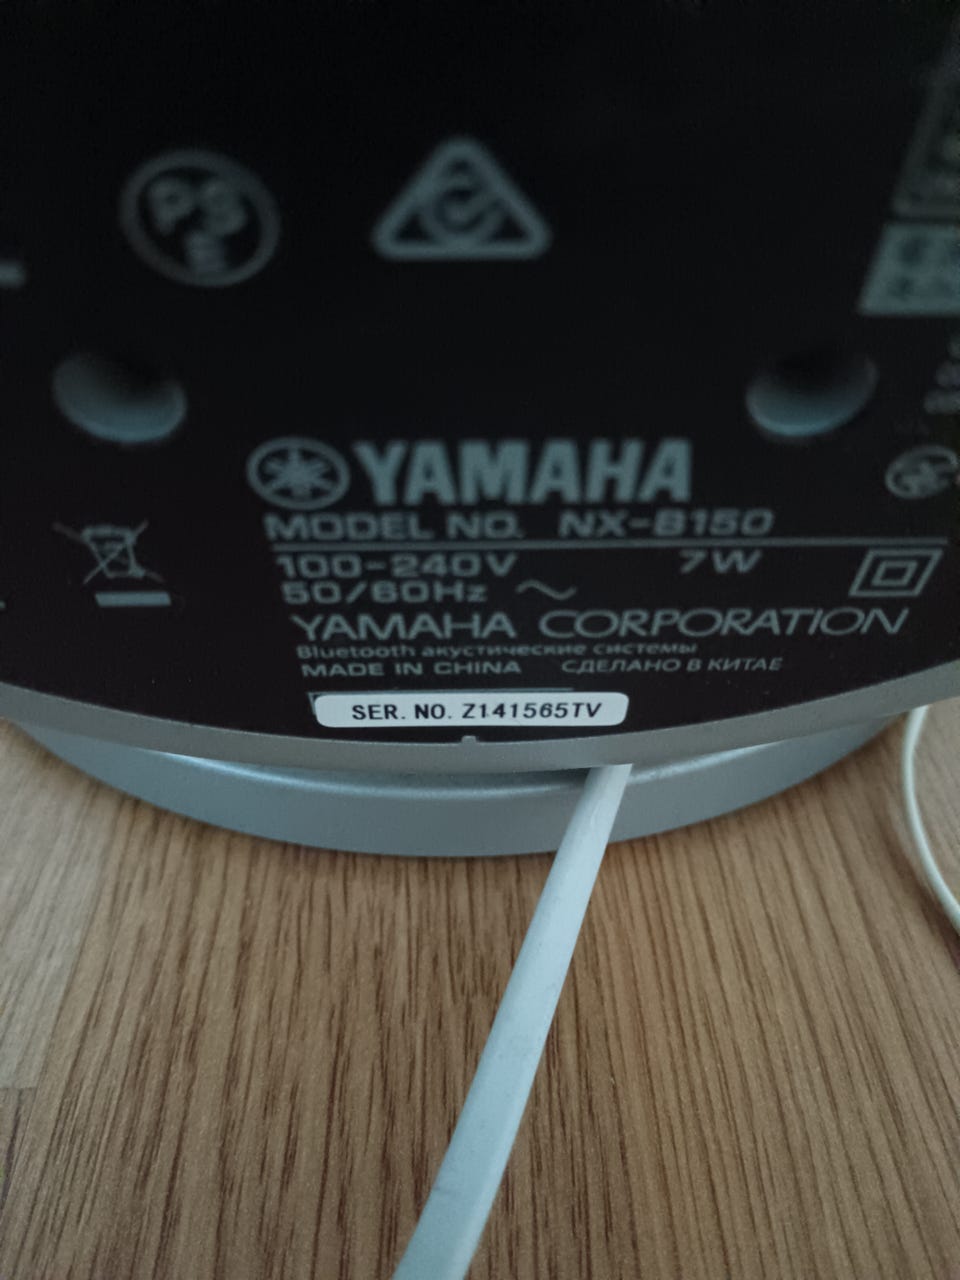 PS
E
YAMAHA
MODEL NO. NX-B150
100-240V 7W
50/60Hz
YAMAHA CORPORATION
Bluetooth акустические системы
MADE IN CHINA СДЕЛАНО В КИТАЕ
SER. NO. Z141565TV